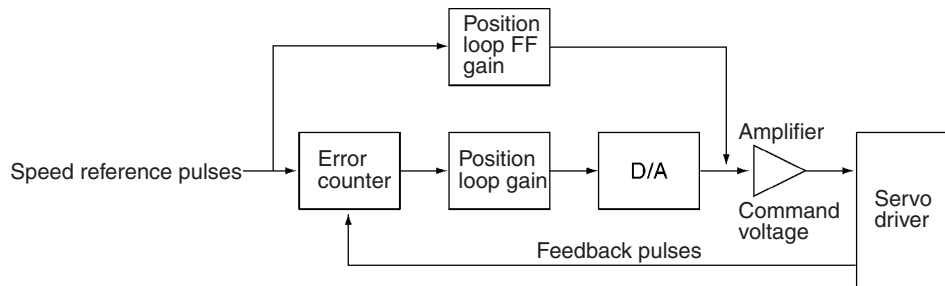 Position
loop FF
gain
Speed reference pulses
Error
counter
Position
loop gain
D/A
Amplifier
Command
voltage
Servo
driver
Feedback pulses